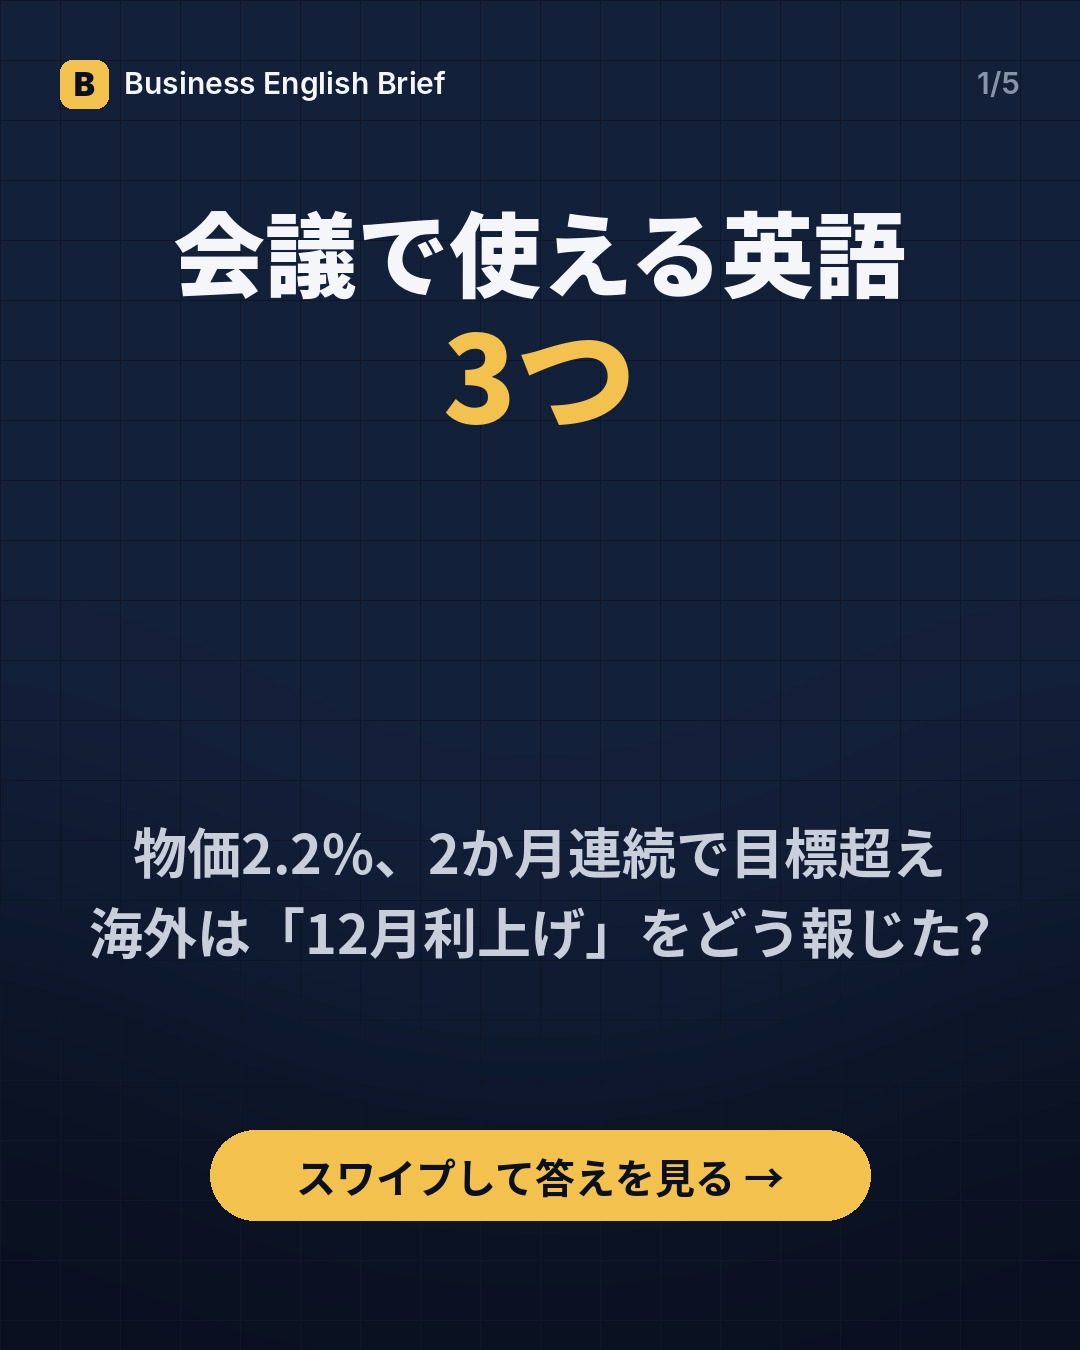 B Business English Brief 1/5
会議で使える英語
3つ
物価2.2%、2か月連続で目標超え
海外は「12月利上げ」をどう報じた?
スワイプして答えを見る →